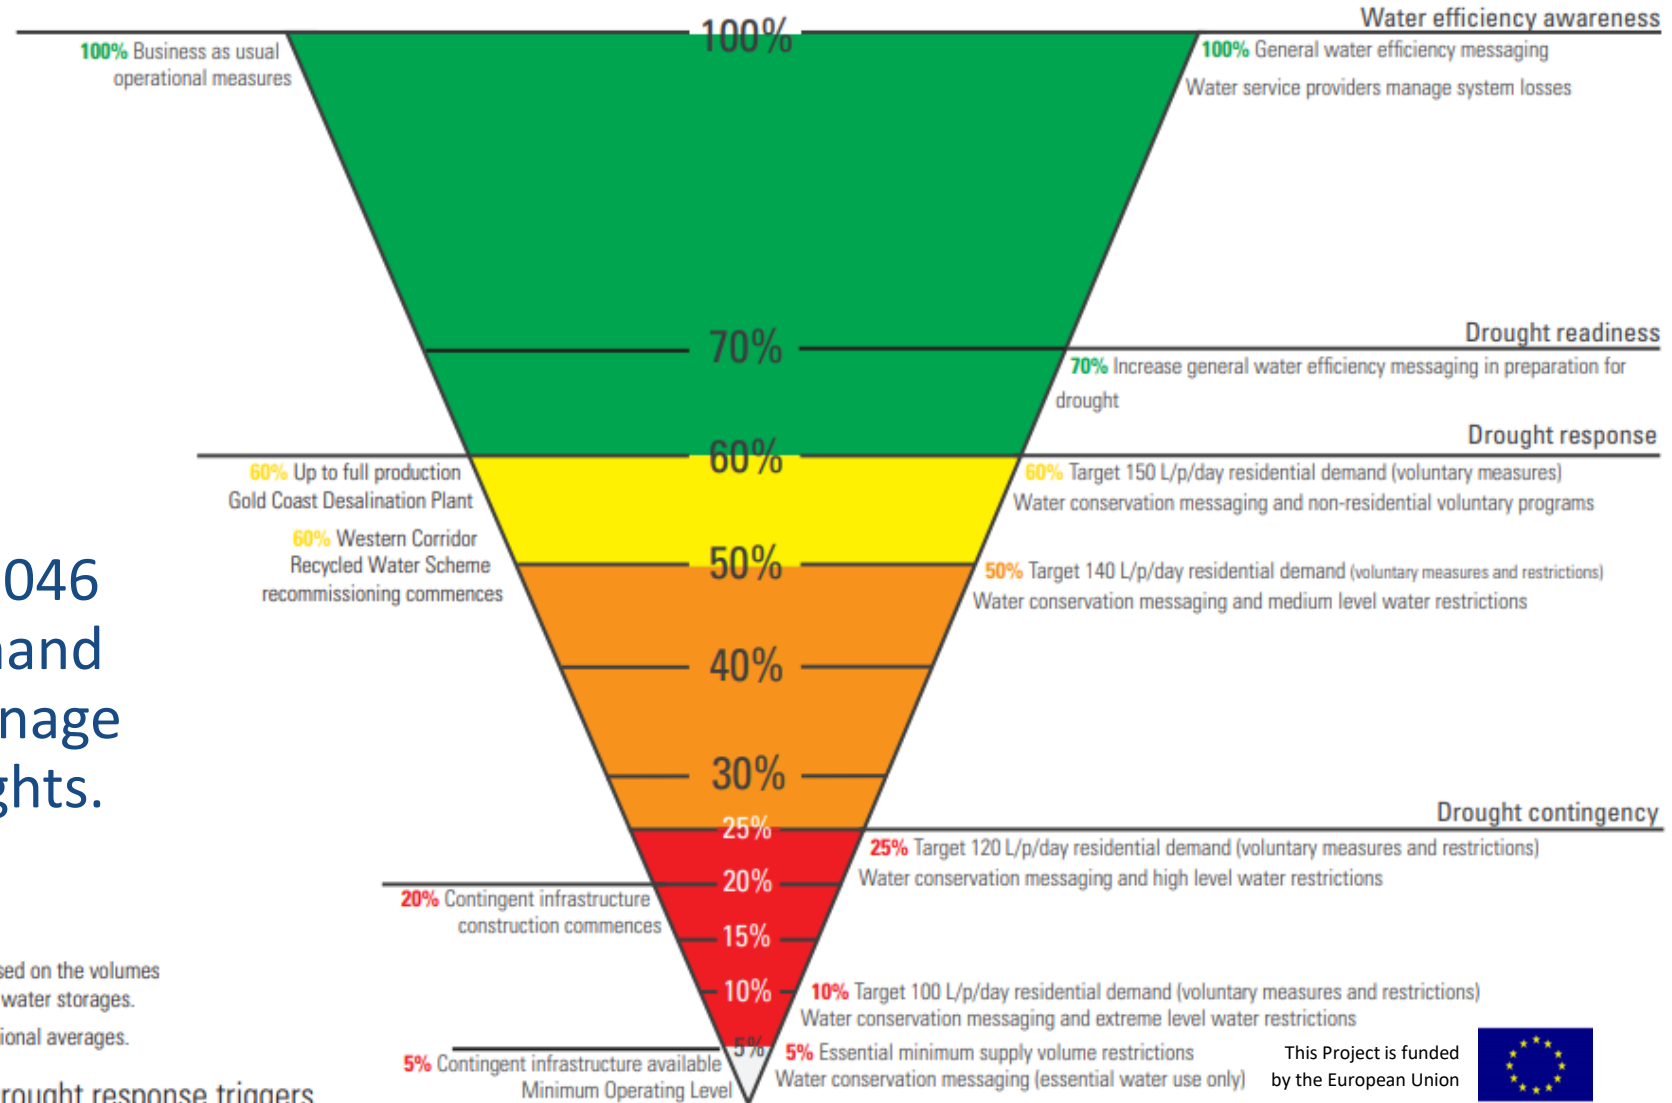 Water efficiency awareness
100%
100% Business as usual
operational measures
100% General water efficiency messaging
Water service providers manage system losses
Drought readiness
70%
70% Increase general water efficiency messaging in preparation for
drought
Drought response
60%
60% Up to full production
Gold Coast Desalination Plant
60% Western Corridor
Recycled Water Scheme
recommissioning commences
60% Target 150 L/p/day residential demand (voluntary measures)
Water conservation messaging and non-residential voluntary programs
50%
50% Target 140 L/p/day residential demand (voluntary measures and restrictions)
Water conservation messaging and medium level water restrictions
046
nand
nage
ghts.
40%
30%
Drought contingency
25%
25% Target 120 L/p/day residential demand (voluntary measures and restrictions)
Water conservation messaging and high level water restrictions
20%
20% Contingent infrastructure
construction commences
15%
sed on the volumes
water storages.
ional averages.
10%
10% Target 100 L/p/day residential demand (voluntary measures and restrictions)
Water conservation messaging and extreme level water restrictions
5%
5% Contingent infrastructure available
Minimum Operating Level
5% Essential minimum supply volume restrictions
Water conservation messaging (essential water use only)
rought response triggers
This Project is funded
by the European Union